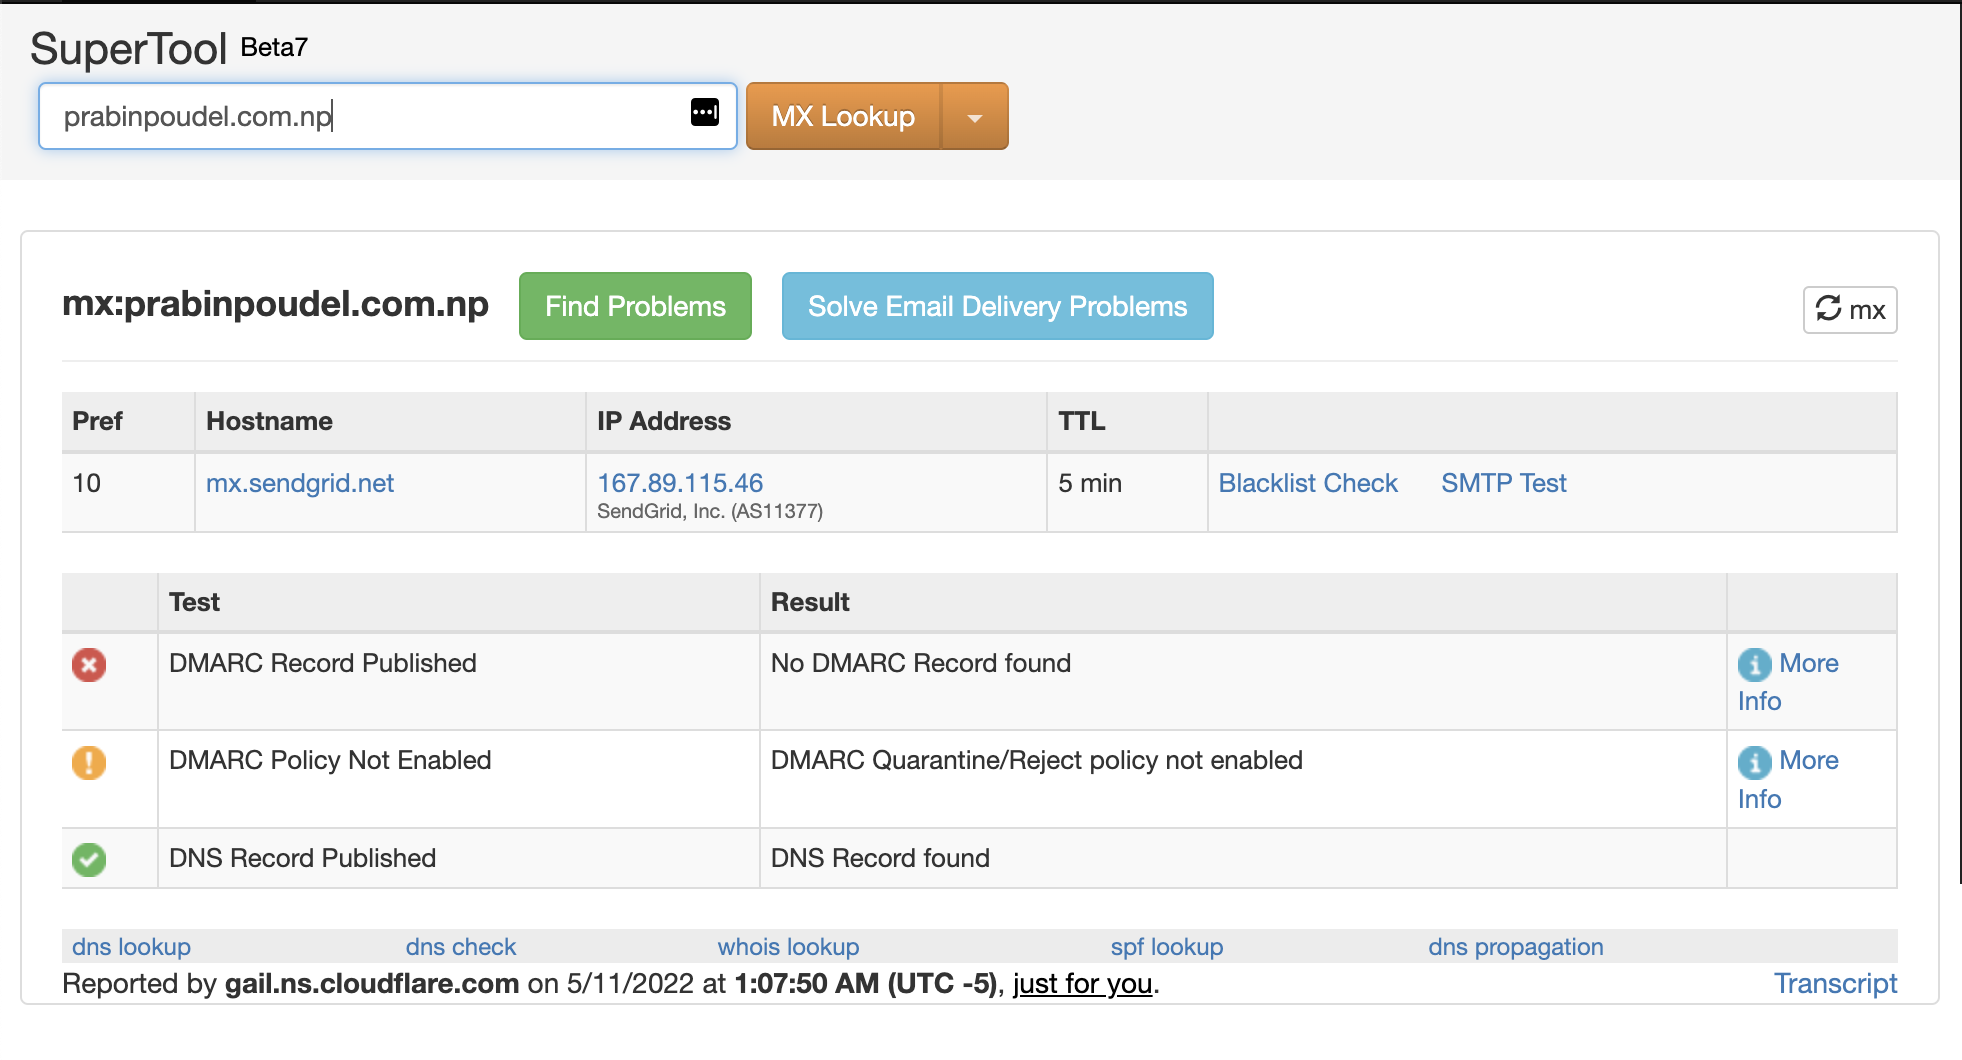 SuperTool Beta7
prabinpoudel.com.np MX Lookup
mx:prabinpoudel.com.np Find Problems Solve Email Delivery Problems mx
Pref Hostname IP Address TTL
10 mx.sendgrid.net 167.89.115.46 5 min Blacklist Check SMTP Test
SendGrid, Inc. (AS11377)
Test Result
DMARC Record Published No DMARC Record found More
Info
DMARC Policy Not Enabled DMARC Quarantine/Reject policy not enabled More
Info
DNS Record Published DNS Record found
dns lookup dns check whois lookup spf lookup dns propagation
Reported by gail.ns.cloudflare.com on 5/11/2022 at 1:07:50 AM (UTC -5), just for you. Transcript